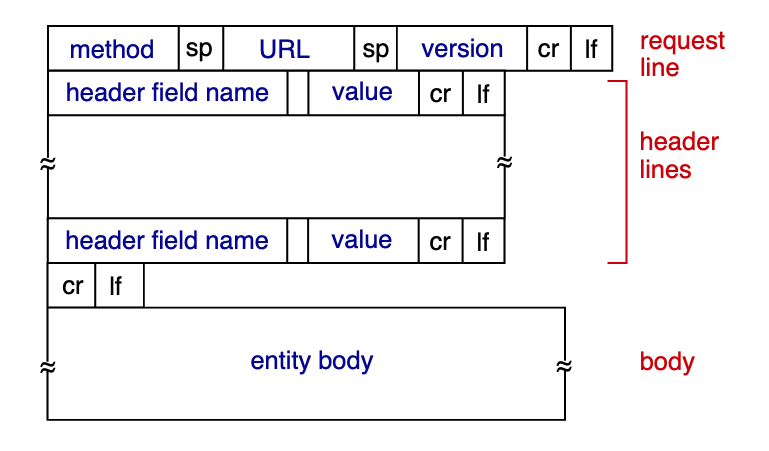 method sp URL sp version cr lf
request
line
header field name value cr lf
header
lines
header field name value cr lf
cr lf
entity body
body